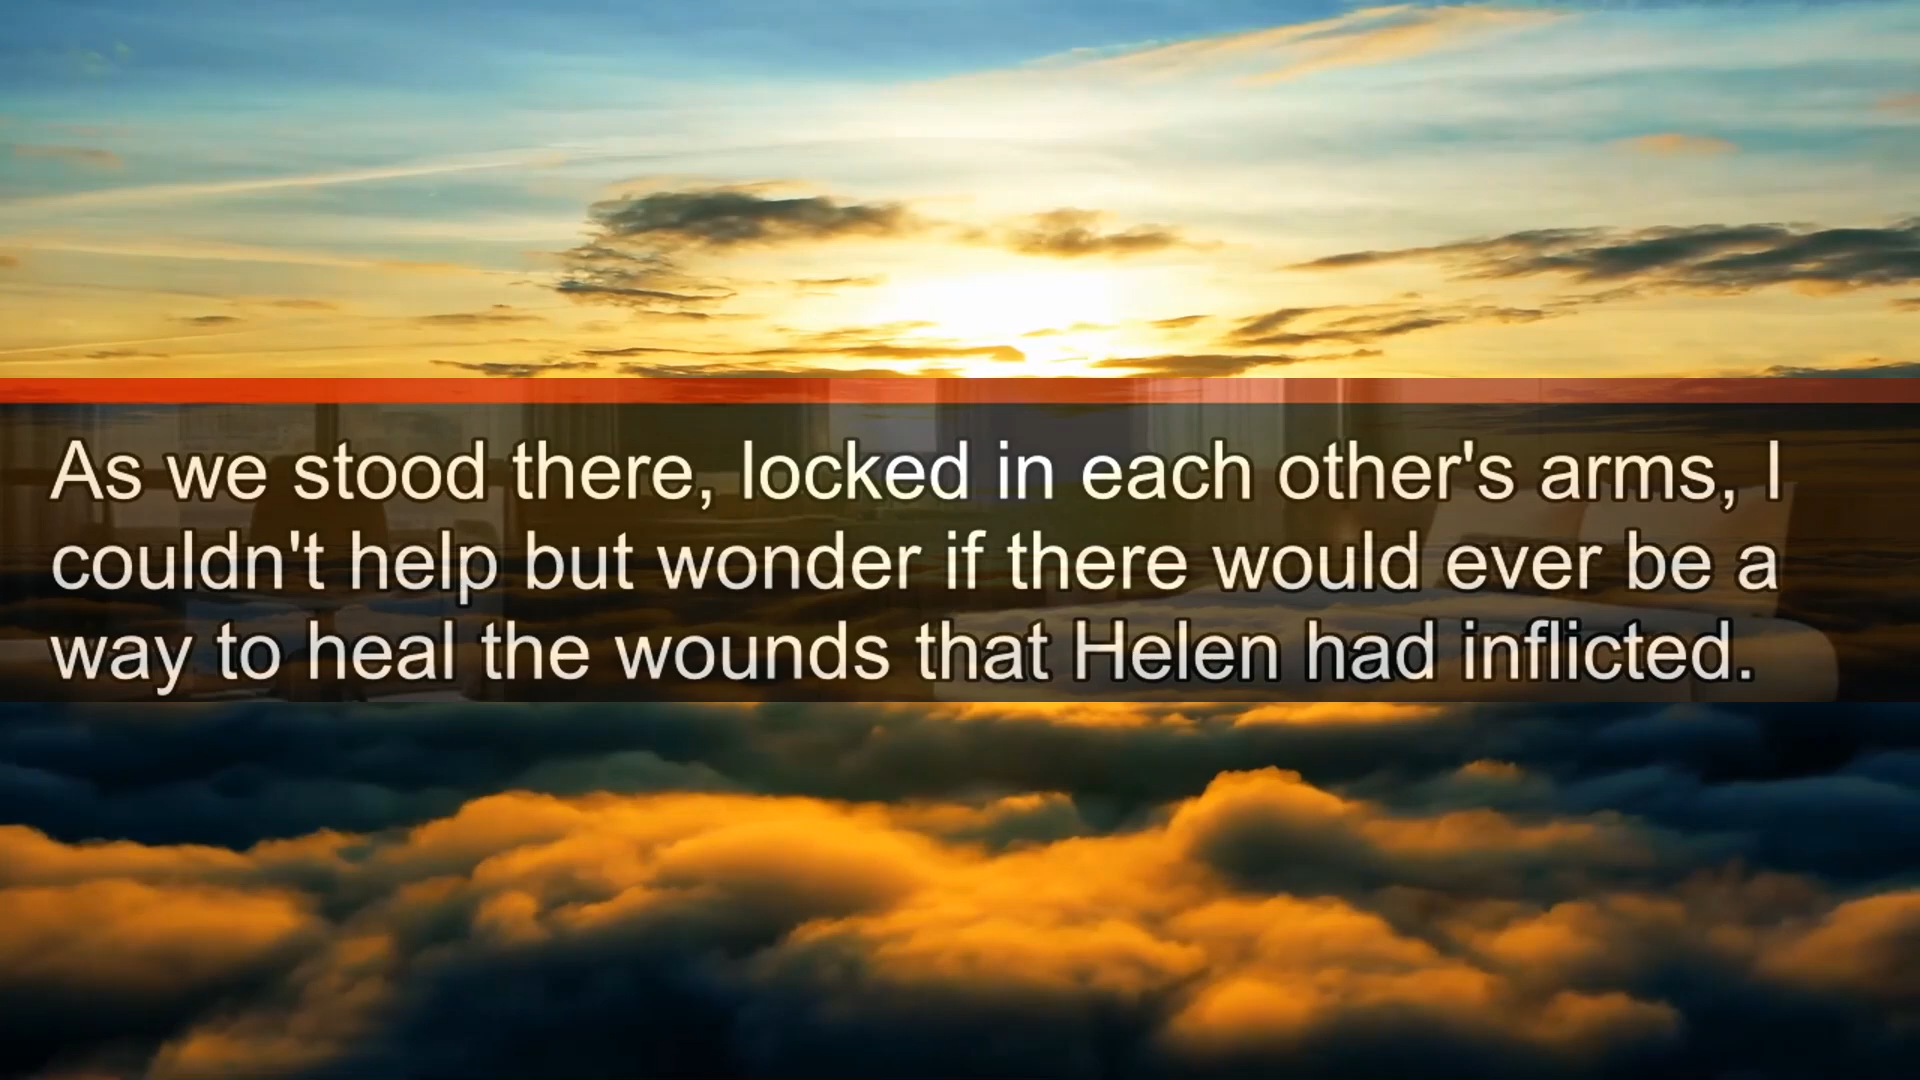 As we stood there, locked in each other's arms, I
couldn't help but wonder if there would ever be a
way to heal the wounds that Helen had inflicted.